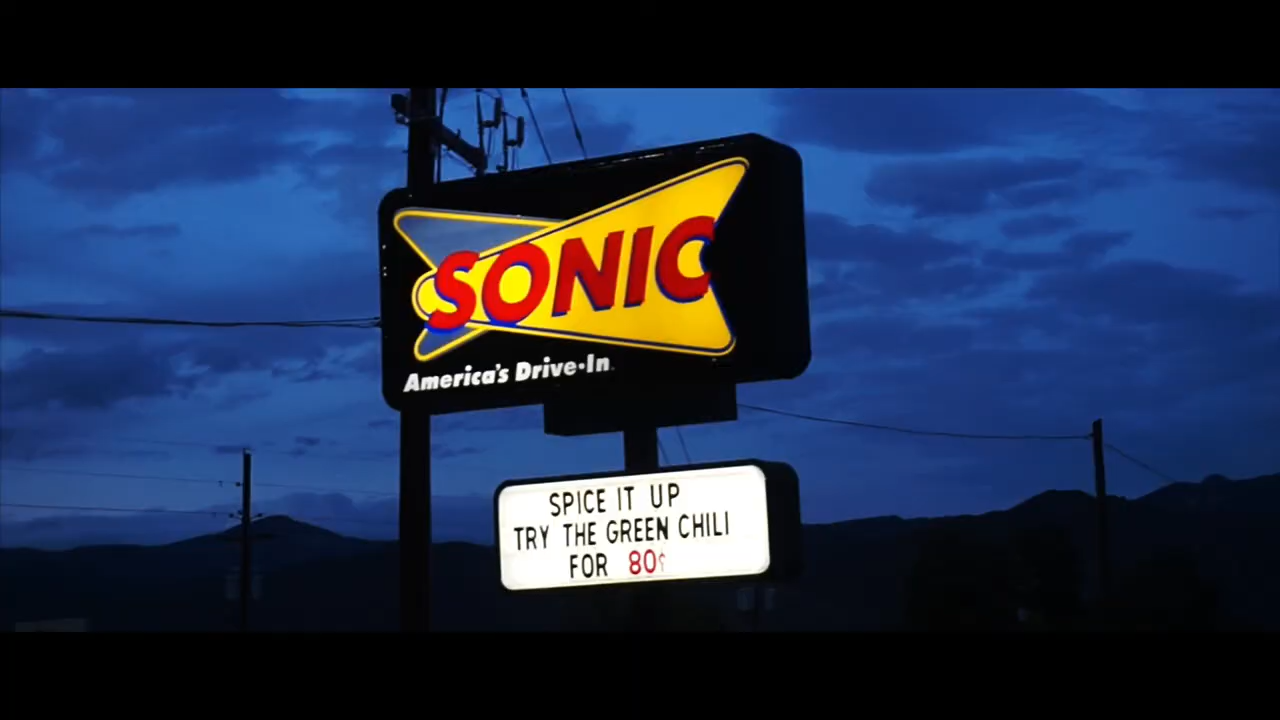 SONIC
America's Drive-In
SPICE IT UP
TRY THE GREEN CHILI
FOR 80¢